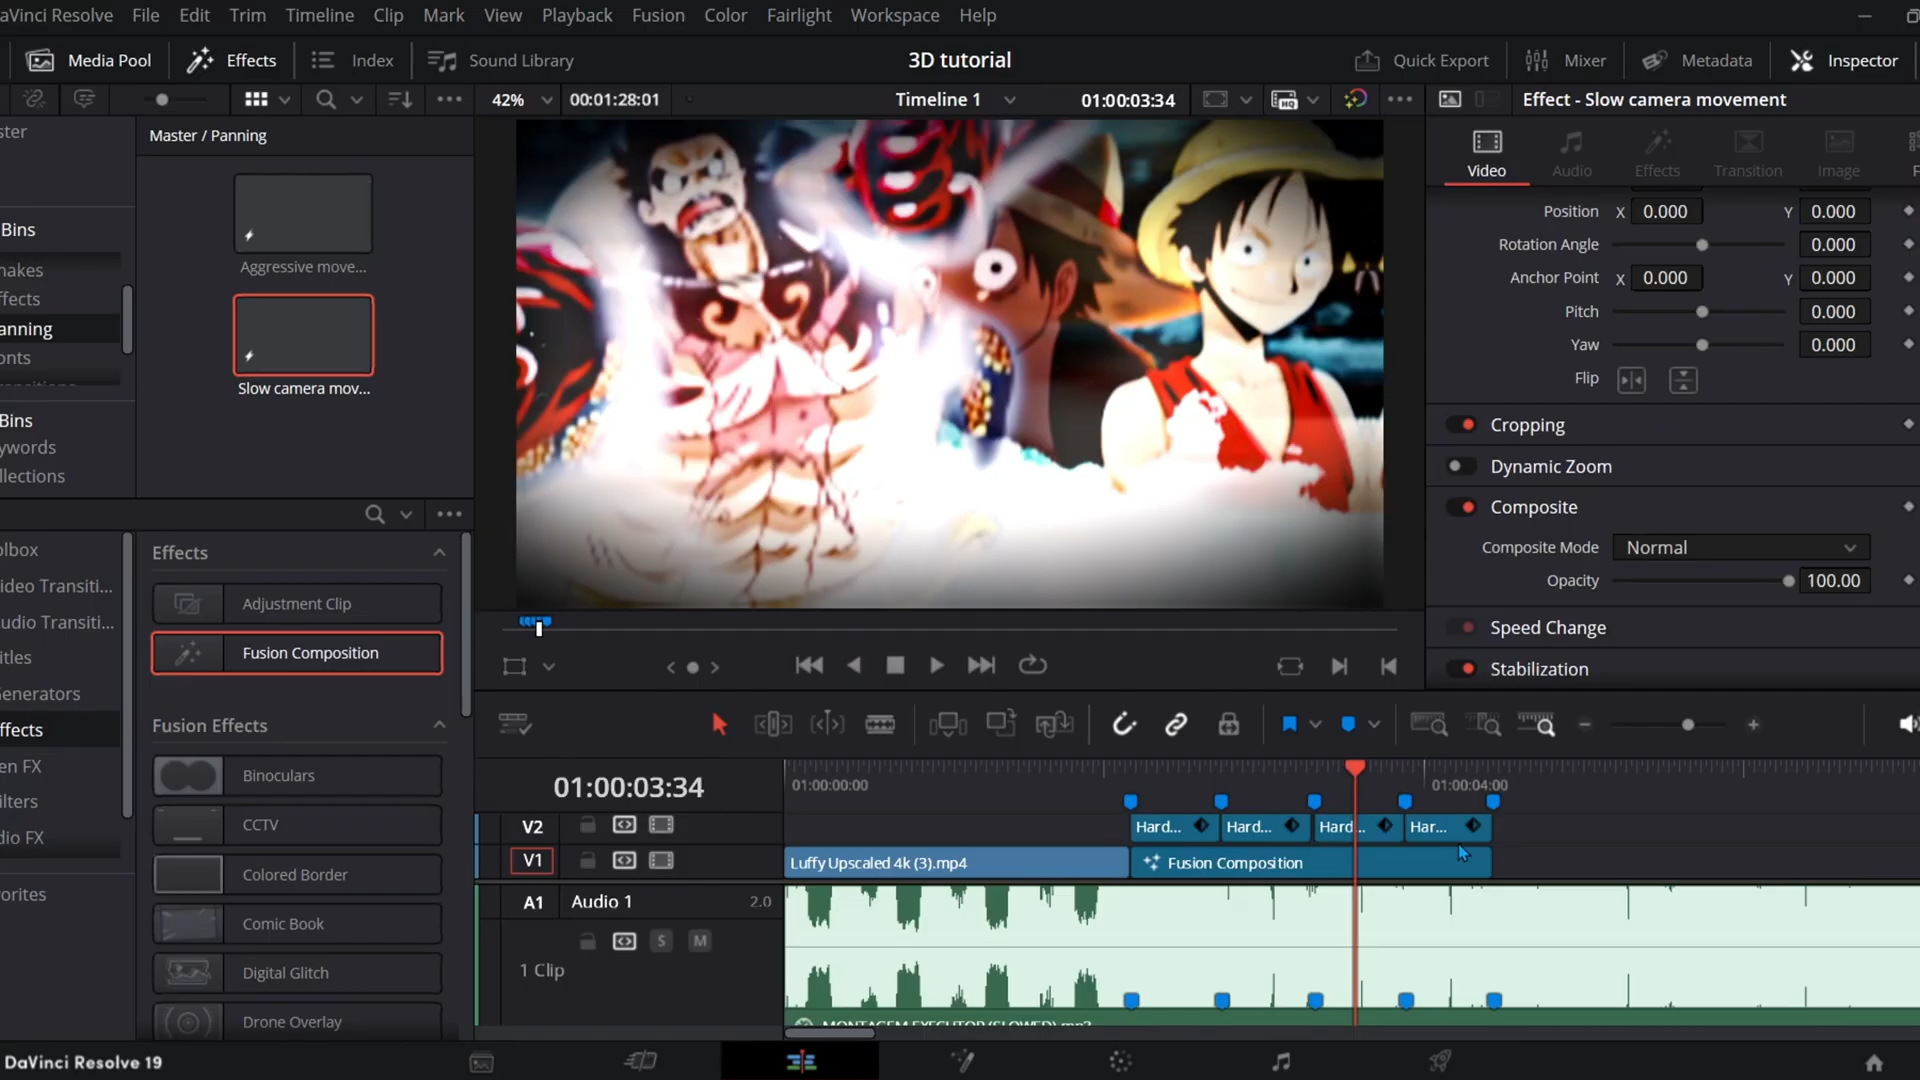 aVinci Resolve File Edit Trim Timeline Clip Mark View Playback Fusion Color Fairlight Workspace Help
Media Pool Effects Index Sound Library 3D tutorial Quick Export Mixer Metadata Inspector
42% 00:01:28:01 Timeline 1 01:00:03:34 Effect - Slow camera movement
ster
Master / Panning
Video Audio Effects Transition Image F
Bins
nakes
ffects
anning
onts
Aggressive move...
Slow camera mov...
Bins
ywords
llections
Position X 0.000 Y 0.000
Rotation Angle 0.000
Anchor Point X 0.000 Y 0.000
Pitch 0.000
Yaw 0.000
Flip
Cropping
Dynamic Zoom
Composite
Composite Mode Normal
Opacity 100.00
Speed Change
Stabilization
olbox
ideo Transiti...
udio Transiti...
itles
Generators
ffects
en FX
ilters
dio FX
orites
Effects
Adjustment Clip
Fusion Composition
Fusion Effects
Binoculars
CCTV
Colored Border
Comic Book
Digital Glitch
Drone Overlay
01:00:03:34
01:00:00:00 01:00:04:00
V2 Hard... Hard... Hard... Har...
V1 Luffy Upscaled 4k (3).mp4 Fusion Composition
A1 Audio 1 2.0
S M
1 Clip
MONTAGEM EXECUTOR (SLOWED).mp3
DaVinci Resolve 19